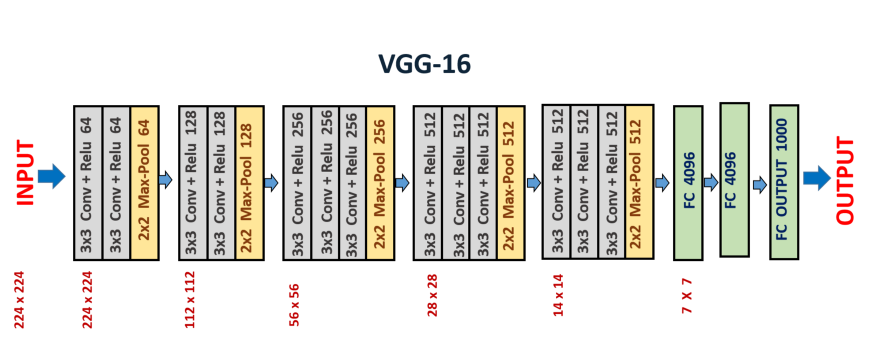 VGG-16
INPUT
3x3 Conv + Relu 64
3x3 Conv + Relu 64
2x2 Max-Pool 64
3x3 Conv + Relu 128
3x3 Conv + Relu 128
2x2 Max-Pool 128
3x3 Conv + Relu 256
3x3 Conv + Relu 256
3x3 Conv + Relu 256
2x2 Max-Pool 256
3x3 Conv + Relu 512
3x3 Conv + Relu 512
3x3 Conv + Relu 512
2x2 Max-Pool 512
3x3 Conv + Relu 512
3x3 Conv + Relu 512
3x3 Conv + Relu 512
2x2 Max-Pool 512
FC 4096
FC 4096
FC OUTPUT 1000
OUTPUT
224 x 224
224 x 224
112 x 112
56 x 56
28 x 28
14 x 14
7 X 7